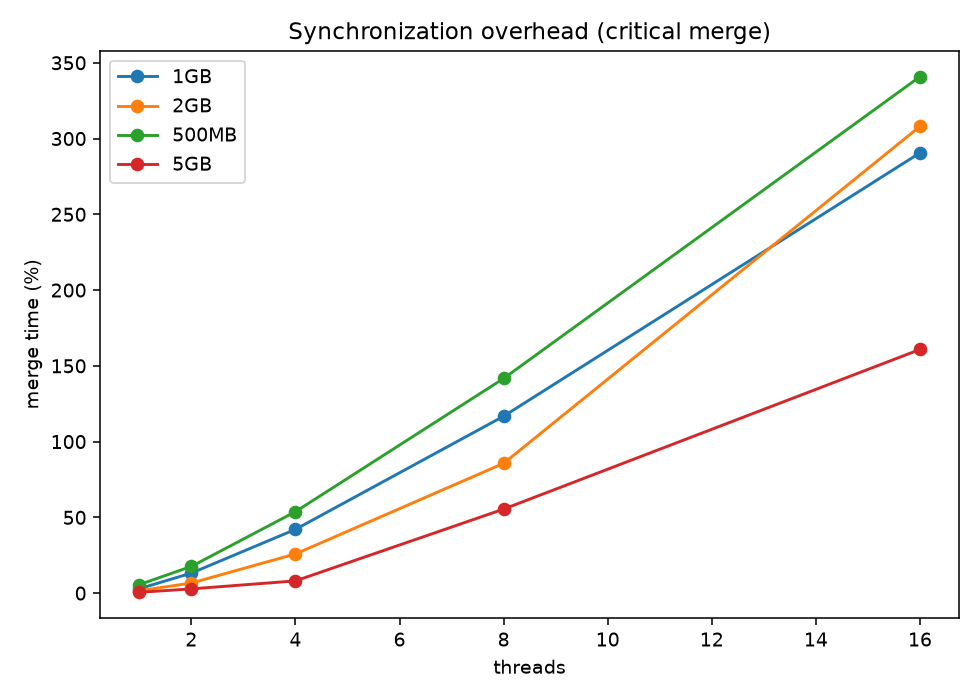 Synchronization overhead (critical merge)
350
300
250
200
150
100
50
0
merge time (%)
1GB
2GB
500MB
5GB
2 4 6 8 10 12 14 16
threads